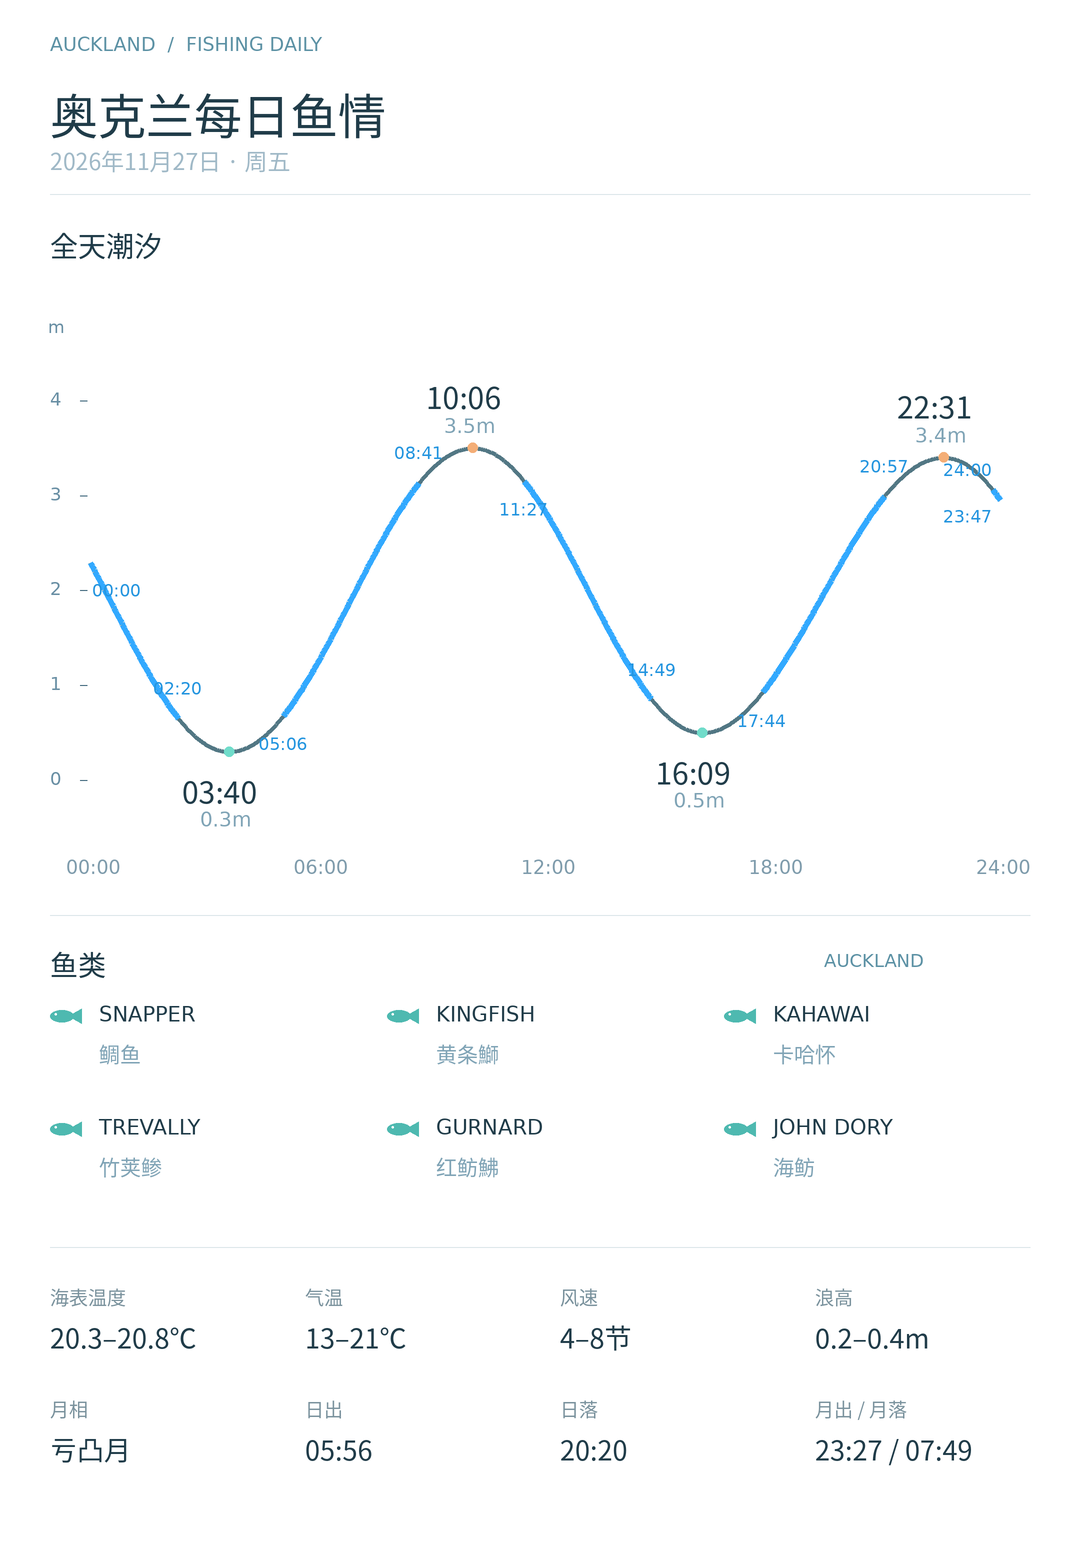 AUCKLAND / FISHING DAILY
奥克兰每日鱼情
2026年11月27日 · 周五
全天潮汐
m
4
3
2
1
0
10:06
3.5m
08:41
11:27
22:31
3.4m
20:57
24:00
23:47
00:00
02:20
05:06
03:40
0.3m
14:49
17:44
16:09
0.5m
00:00 06:00 12:00 18:00 24:00
鱼类 AUCKLAND
SNAPPER KINGFISH KAHAWAI
鲷鱼 黄条鰤 卡哈怀
TREVALLY GURNARD JOHN DORY
竹荚鲹 红鲂鮄 海鲂
海表温度 气温 风速 浪高
20.3–20.8℃ 13–21℃ 4–8节 0.2–0.4m
月相 日出 日落 月出 / 月落
亏凸月 05:56 20:20 23:27 / 07:49